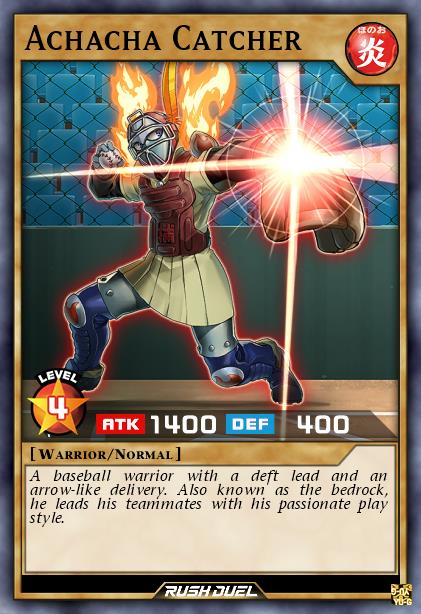 Achacha Catcher
ほのお
炎
LEVEL
4
ATK 1400 DEF 400
[Warrior/Normal]
A baseball warrior with a deft lead and an
arrow-like delivery. Also known as the bedrock,
he leads his teammates with his passionate play
style.
RUSH DUEL